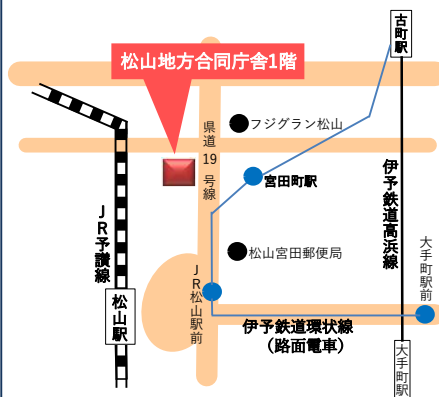 古町駅
松山地方合同庁舎1階
フジグラン松山
県道19号線
宮田町駅
伊予鉄道高浜線
JR予讃線
松山宮田郵便局
大手町駅前
JR松山駅前
松山駅
伊予鉄道環状線
（路面電車）
大手町駅